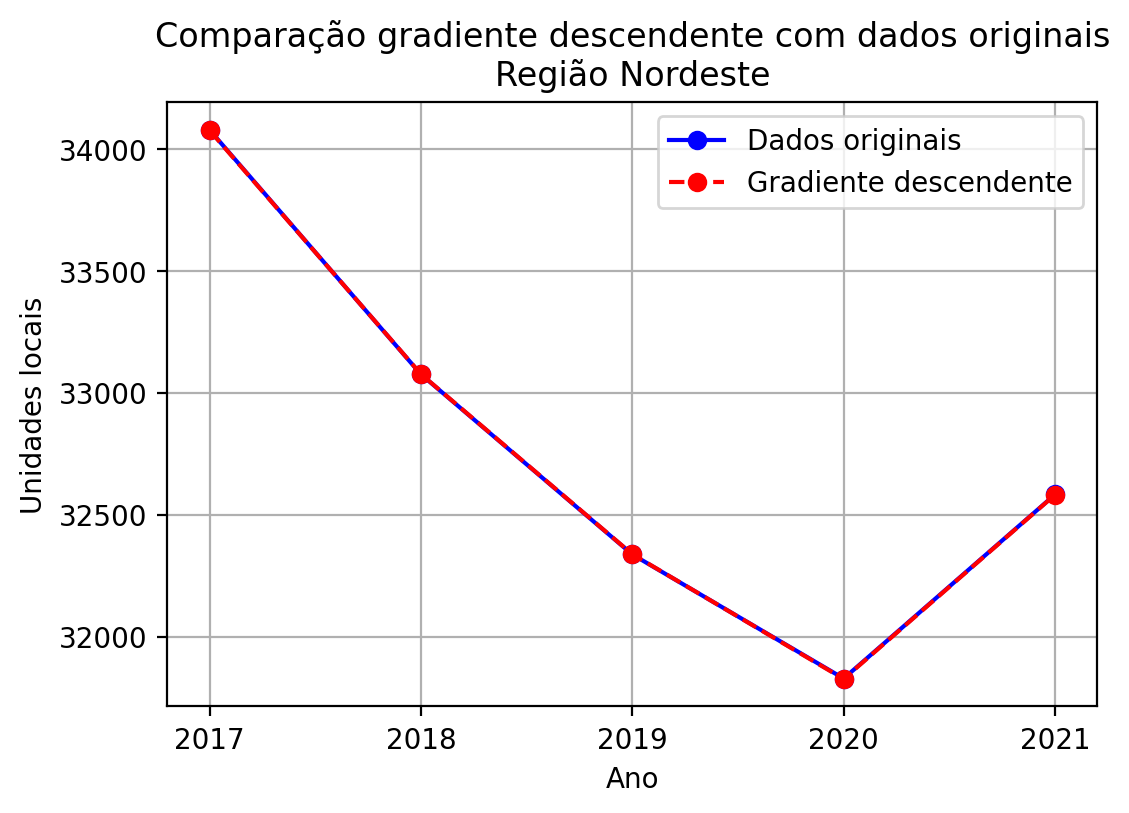 Comparação gradiente descendente com dados originais
Região Nordeste
Dados originais
Gradiente descendente
34000
33500
33000
32500
32000
Unidades locais
2017
2018
2019
2020
2021
Ano